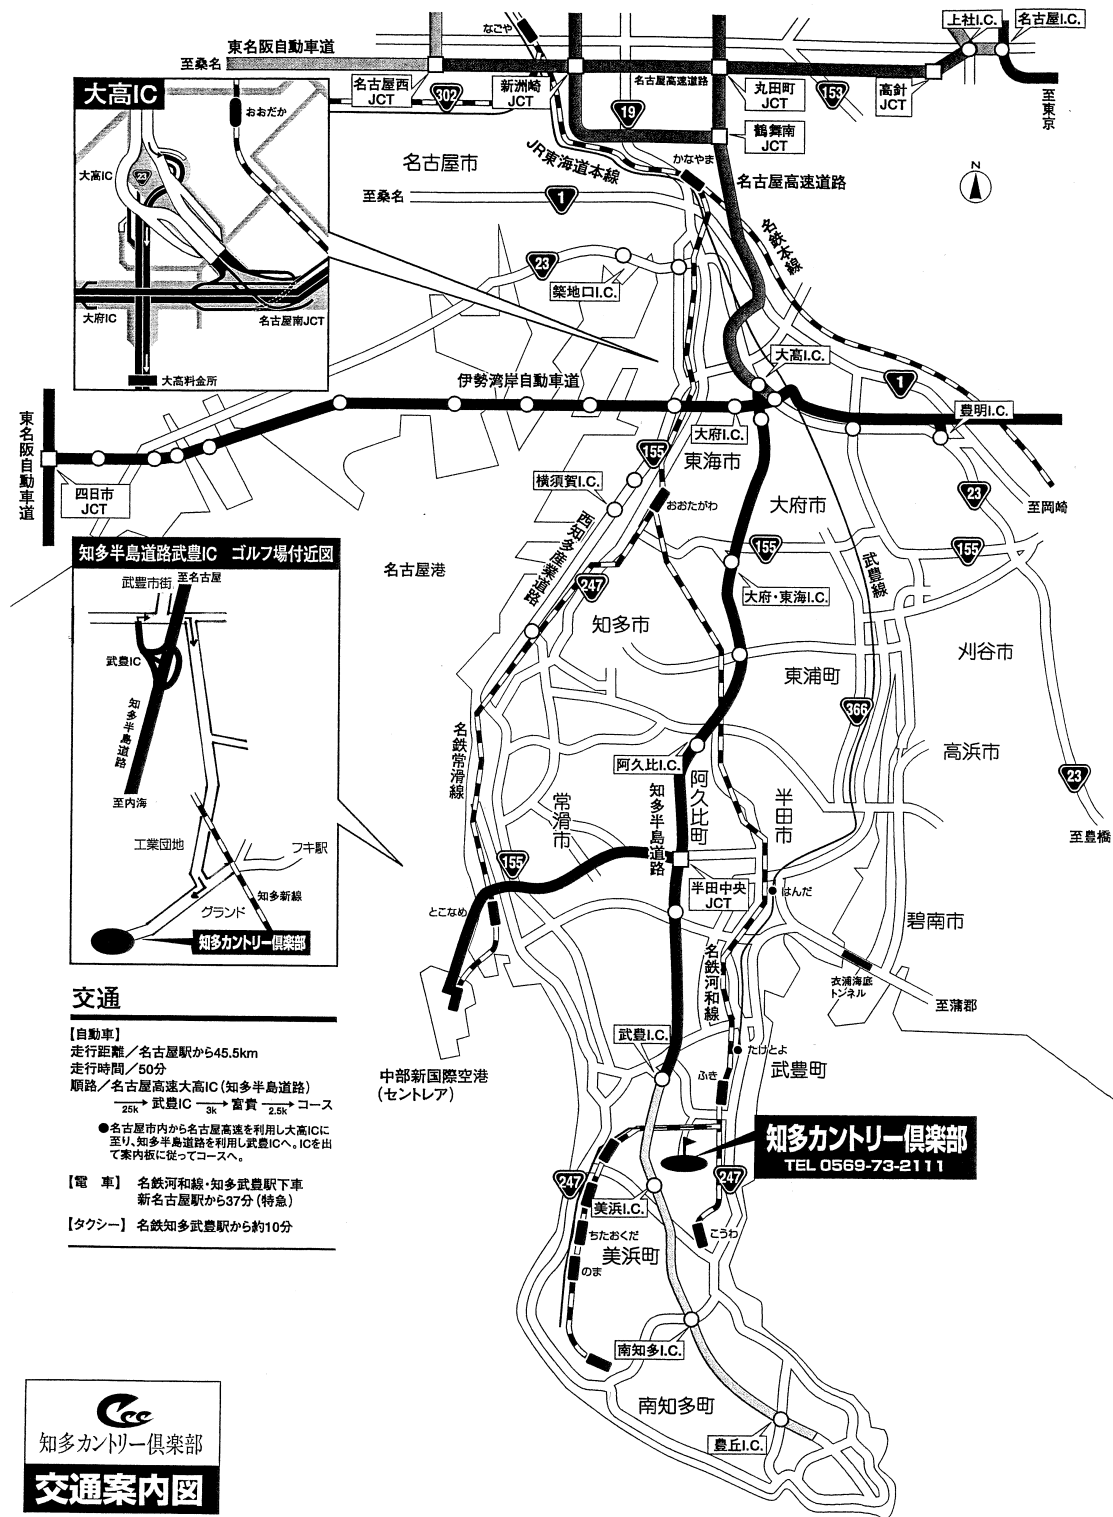 なごや
上社I.C.
名古屋I.C.
東名阪自動車道
至桑名
名古屋西
JCT
302
新洲崎
JCT
名古屋高速道路
19
丸田町
JCT
153
高針
JCT
至東京
鶴舞南
JCT
JR東海道本線
かなやま
名古屋市
至桑名
1
名古屋高速道路
N
名鉄本線
23
築地口I.C.
大高I.C.
1
伊勢湾岸自動車道
豊明I.C.
大府I.C.
東名阪自動車道
四日市
JCT
155
東海市
横須賀I.C.
おおたがわ
大府市
23
至岡崎
西知多産業道路
155
155
武豊線
名古屋港
247
大府・東海I.C.
知多市
刈谷市
東浦町
366
名鉄常滑線
高浜市
阿久比I.C.
阿久比町
知多半島道路
半田市
23
至豊橋
常滑市
155
半田中央
JCT
はんだ
とこなめ
碧南市
名鉄河和線
衣浦海底
トンネル
至蒲郡
武豊I.C.
たけとよ
武豊町
中部新国際空港
(セントレア)
ふき
知多カントリー倶楽部
TEL 0569-73-2111
247
247
美浜I.C.
ちたおくだ
こうわ
美浜町
のま
南知多I.C.
南知多町
豊丘I.C.
大高IC
おおだか
大高IC
23
大府IC
名古屋南JCT
大高料金所
知多半島道路武豊IC ゴルフ場付近図
武豊市街
至名古屋
武豊IC
知多半島道路
至内海
工業団地
フキ駅
知多新線
グランド
知多カントリー倶楽部
交通
【自動車】
走行距離／名古屋駅から45.5km
走行時間／50分
順路／名古屋高速大高IC（知多半島道路）
25k 武豊IC 3k 富貴 2.5k コース
●名古屋市内から名古屋高速を利用し大高ICに
至り、知多半島道路を利用し武豊ICへ。ICを出
て案内板に従ってコースへ。
【電　車】 名鉄河和線・知多武豊駅下車
新名古屋駅から37分（特急）
【タクシー】 名鉄知多武豊駅から約10分
知多カントリー倶楽部
交通案内図